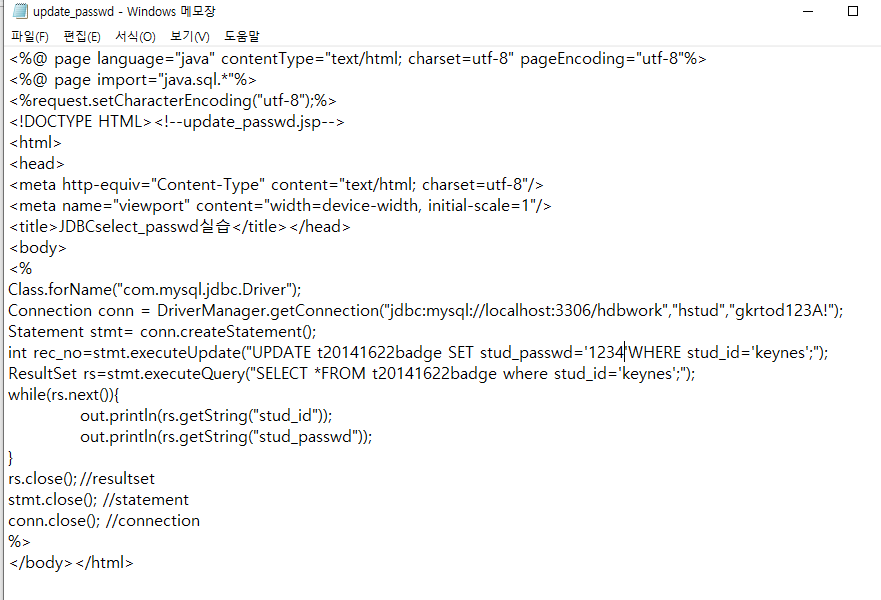 update_passwd - Windows 메모장
파일(F) 편집(E) 서식(O) 보기(V) 도움말
<%@ page language="java" contentType="text/html; charset=utf-8" pageEncoding="utf-8"%>
<%@ page import="java.sql.*"%>
<%request.setCharacterEncoding("utf-8");%>
<!DOCTYPE HTML><!--update_passwd.jsp-->
<html>
<head>
<meta http-equiv="Content-Type" content="text/html; charset=utf-8"/>
<meta name="viewport" content="width=device-width, initial-scale=1"/>
<title>JDBCselect_passwd실습</title></head>
<body>
<%
Class.forName("com.mysql.jdbc.Driver");
Connection conn = DriverManager.getConnection("jdbc:mysql://localhost:3306/hdbwork","hstud","gkrtod123A!");
Statement stmt= conn.createStatement();
int rec_no=stmt.executeUpdate("UPDATE t20141622badge SET stud_passwd='1234'WHERE stud_id='keynes';");
ResultSet rs=stmt.executeQuery("SELECT *FROM t20141622badge where stud_id='keynes';");
while(rs.next()){
out.println(rs.getString("stud_id"));
out.println(rs.getString("stud_passwd"));
}
rs.close();//resultset
stmt.close(); //statement
conn.close(); //connection
%>
</body></html>